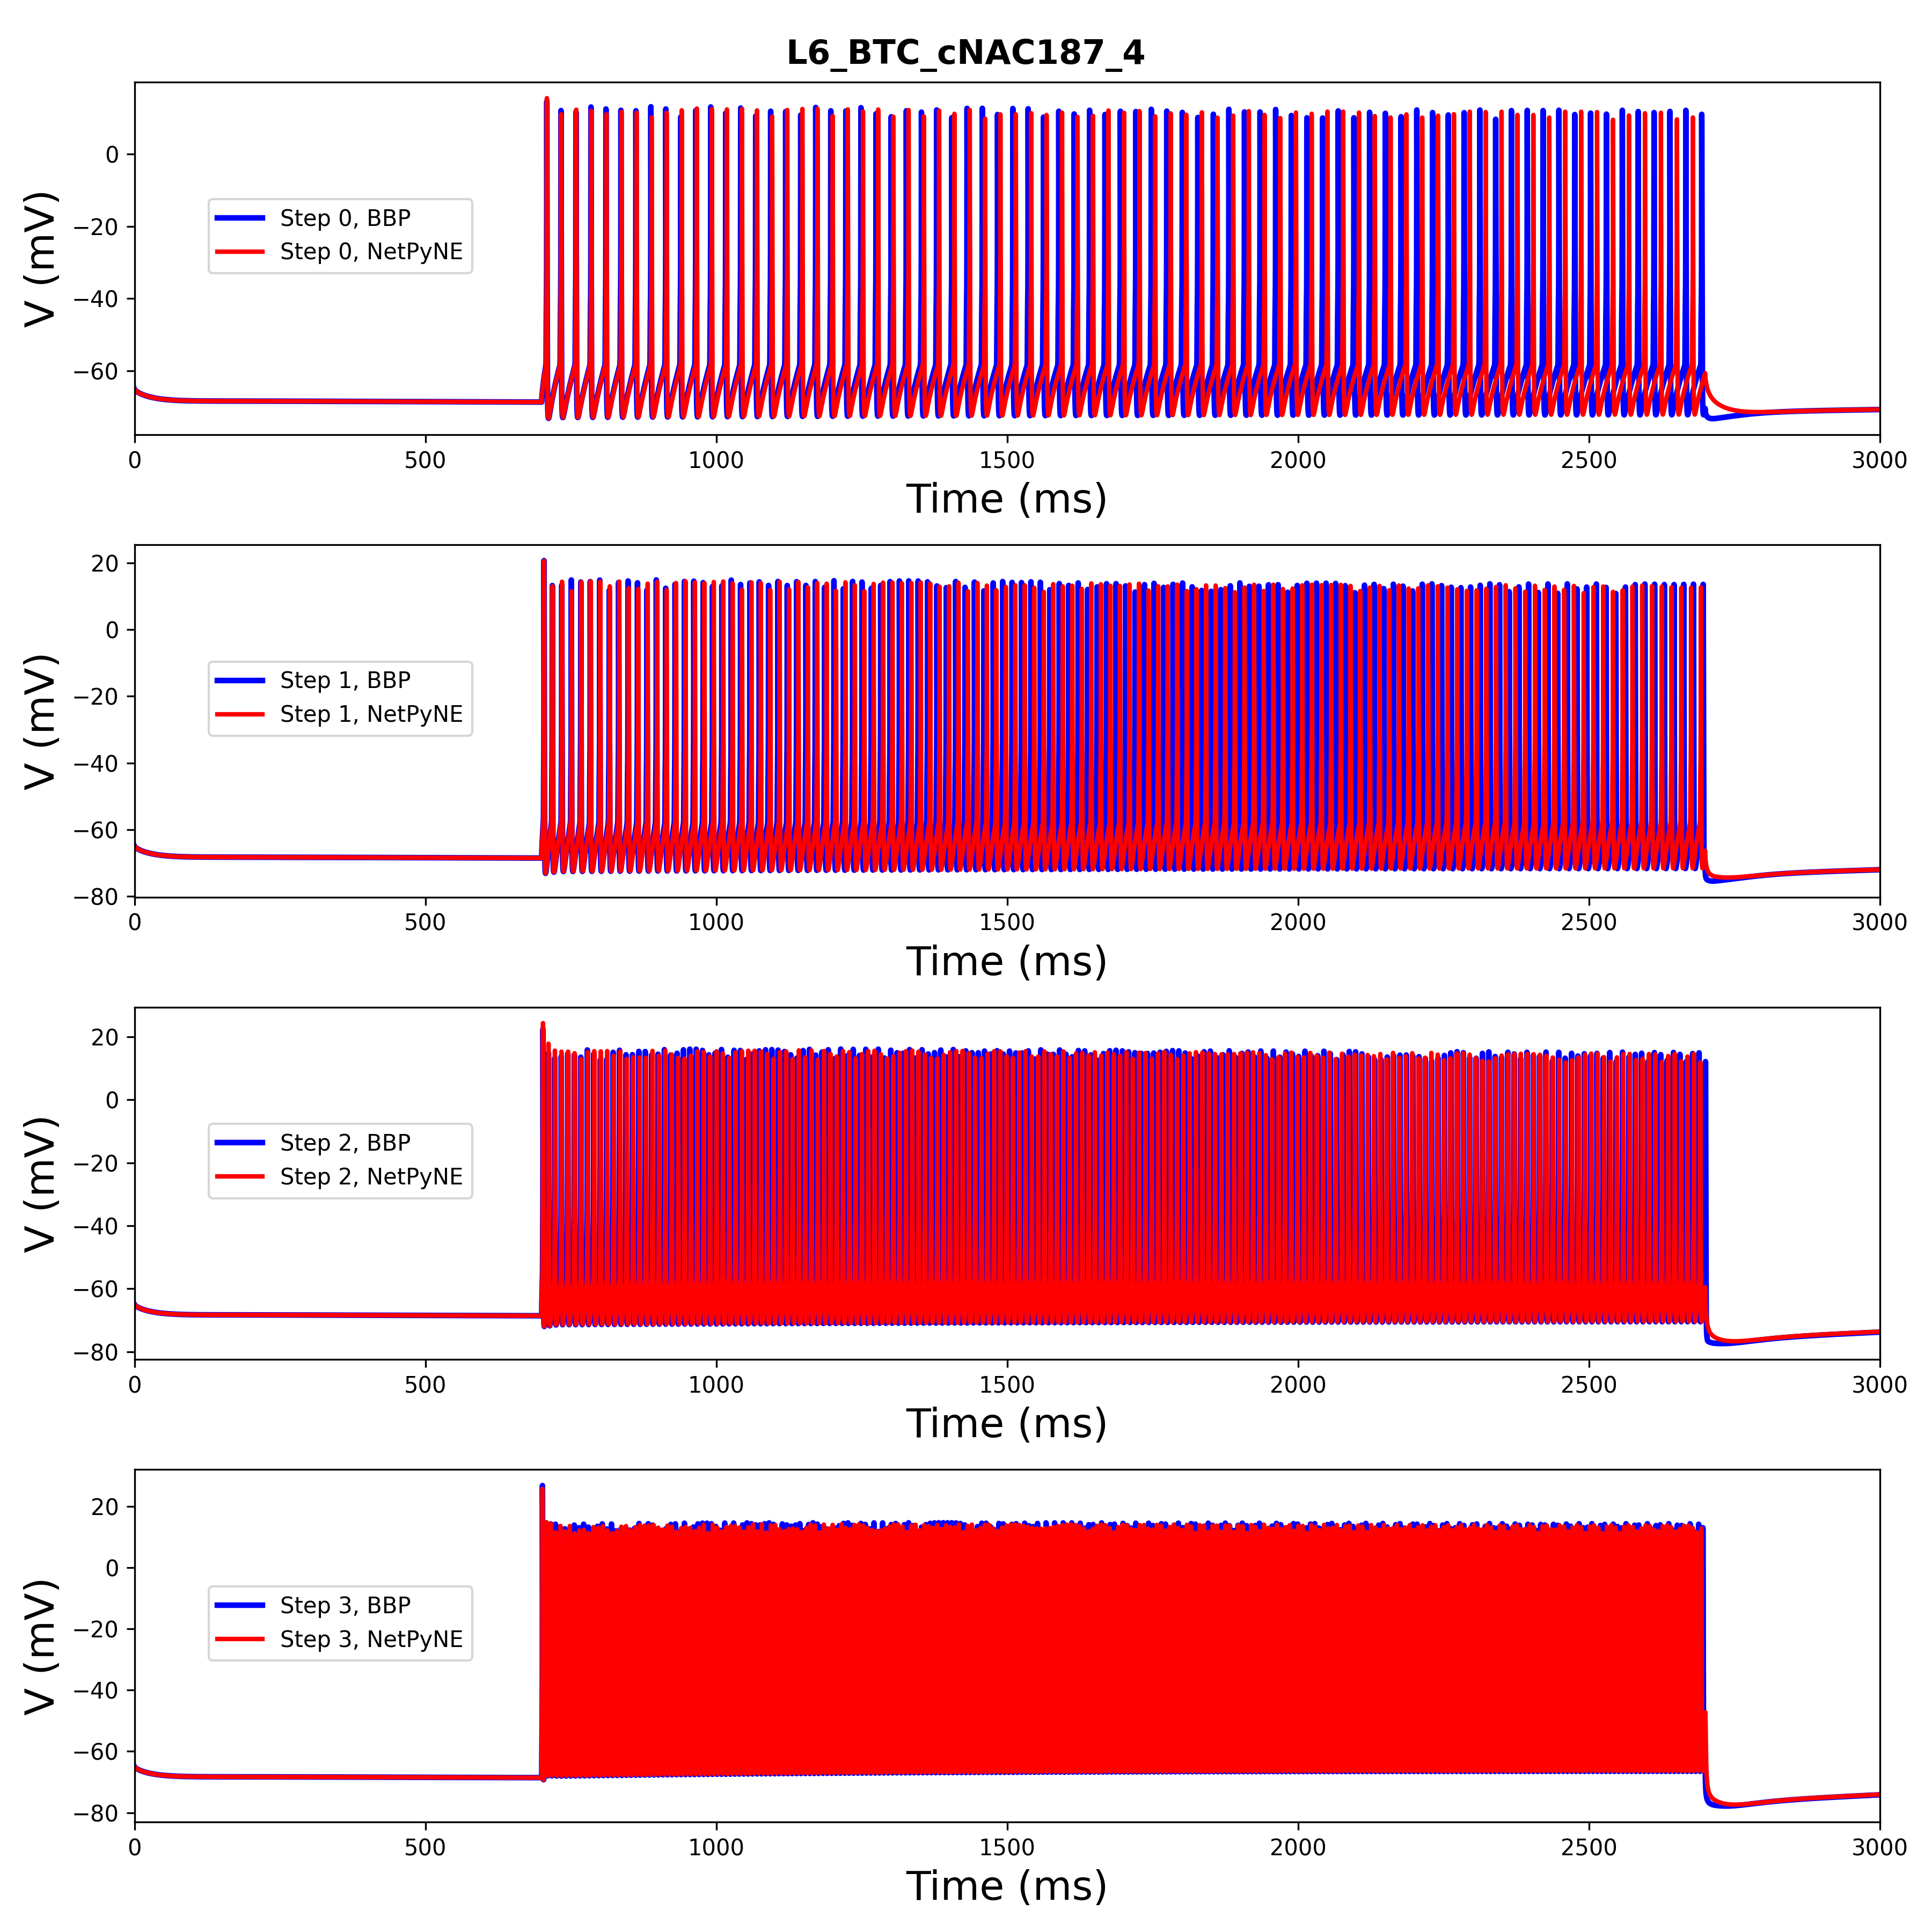 L6_BTC_cNAC187_4
0
−20
−40
−60
V (mV)
Step 0, BBP
Step 0, NetPyNE
0 500 1000 1500 2000 2500 3000
Time (ms)
20
0
−20
−40
−60
−80
V (mV)
Step 1, BBP
Step 1, NetPyNE
0 500 1000 1500 2000 2500 3000
Time (ms)
20
0
−20
−40
−60
−80
V (mV)
Step 2, BBP
Step 2, NetPyNE
0 500 1000 1500 2000 2500 3000
Time (ms)
20
0
−20
−40
−60
−80
V (mV)
Step 3, BBP
Step 3, NetPyNE
0 500 1000 1500 2000 2500 3000
Time (ms)